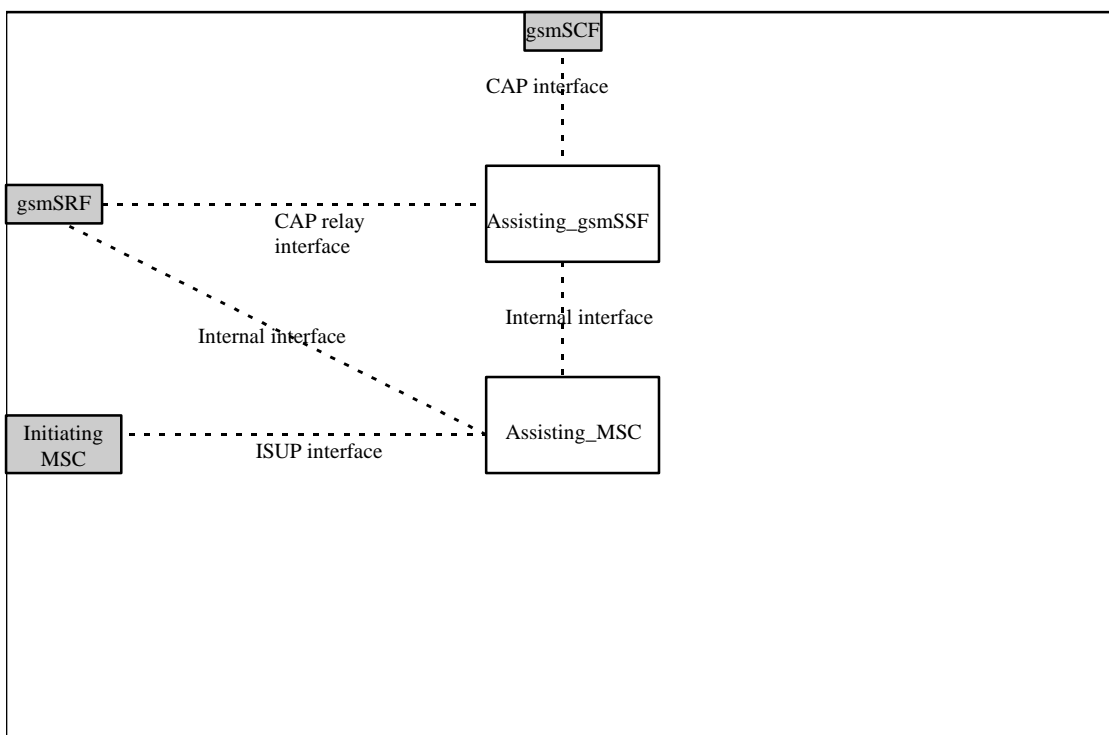 gsmSCF
CAP interface
gsmSRF
Assisting_gsmSSF
CAP relay
interface
Internal interface
Internal interface
Initiating
MSC
Assisting_MSC
ISUP interface